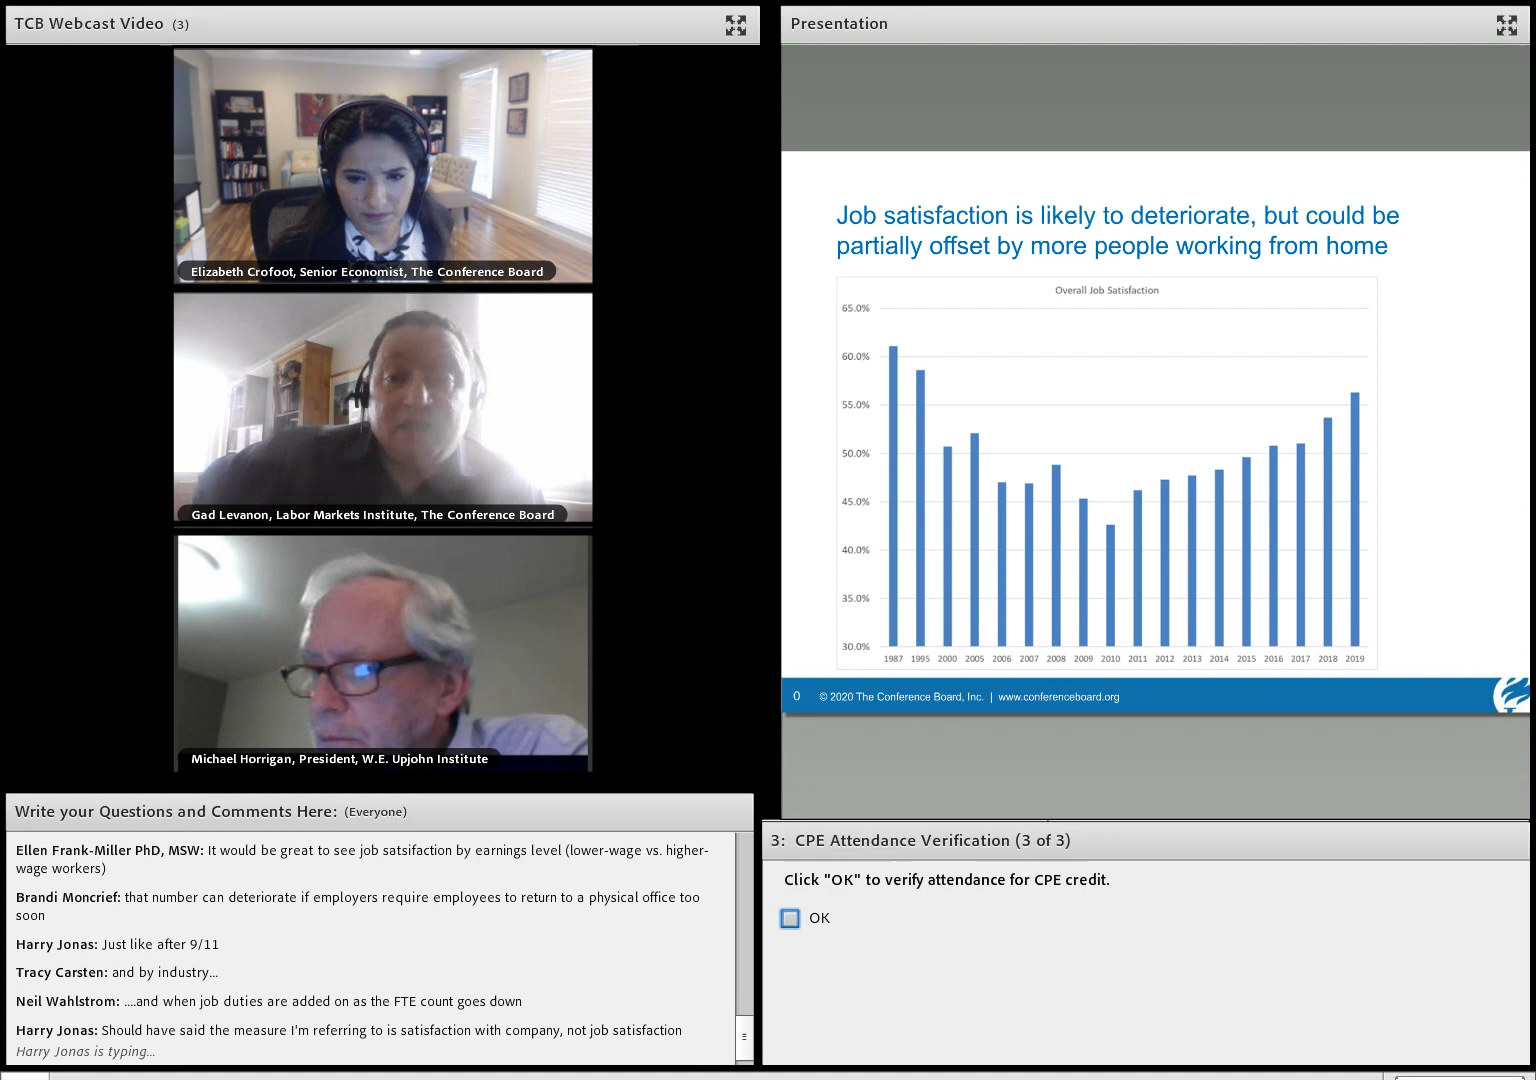 TCB Webcast Video (3)
Elizabeth Crofoot, Senior Economist, The Conference Board
Gad Levanon, Labor Markets Institute, The Conference Board
Michael Horrigan, President, W.E. Upjohn Institute
Write your Questions and Comments Here: (Everyone)
Ellen Frank-Miller PhD, MSW: It would be great to see job satsifaction by earnings level (lower-wage vs. higher-
wage workers)
Brandi Moncrief: that number can deteriorate if employers require employees to return to a physical office too
soon
Harry Jonas: Just like after 9/11
Tracy Carsten: and by industry...
Neil Wahlstrom: ....and when job duties are added on as the FTE count goes down
Harry Jonas: Should have said the measure I'm referring to is satisfaction with company, not job satisfaction
Harry Jonas is typing...
Presentation
Job satisfaction is likely to deteriorate, but could be
partially offset by more people working from home
Overall Job Satisfaction
65.0%
60.0%
55.0%
50.0%
45.0%
40.0%
35.0%
30.0%
1987 1995 2000 2005 2006 2007 2008 2009 2010 2011 2012 2013 2014 2015 2016 2017 2018 2019
0 © 2020 The Conference Board, Inc. | www.conferenceboard.org
3: CPE Attendance Verification (3 of 3)
Click "OK" to verify attendance for CPE credit.
OK